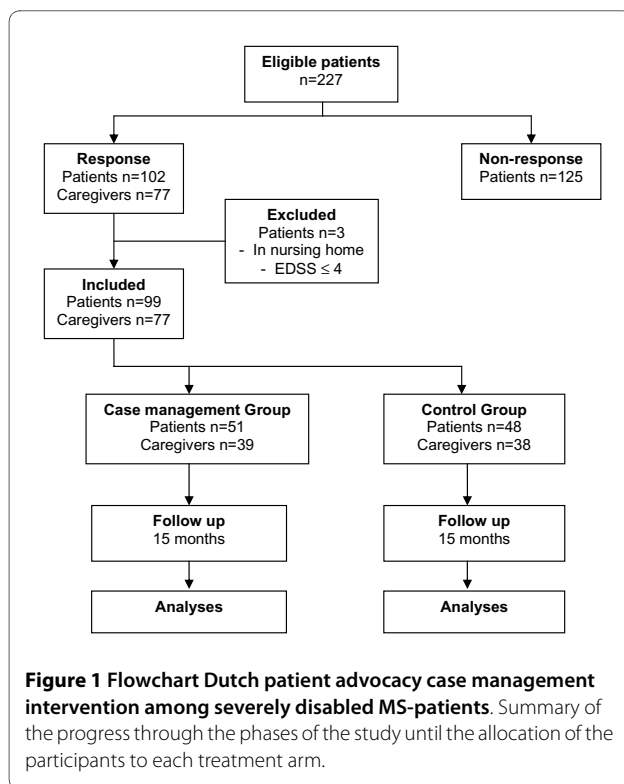 Eligible patients
n=227
Response
Patients n=102
Caregivers n=77
Non-response
Patients n=125
Excluded
Patients n=3
- In nursing home
- EDSS ≤ 4
Included
Patients n=99
Caregivers n=77
Case management Group
Patients n=51
Caregivers n=39
Control Group
Patients n=48
Caregivers n=38
Follow up
15 months
Follow up
15 months
Analyses
Analyses
Figure 1 Flowchart Dutch patient advocacy case management
intervention among severely disabled MS-patients. Summary of
the progress through the phases of the study until the allocation of the
participants to each treatment arm.